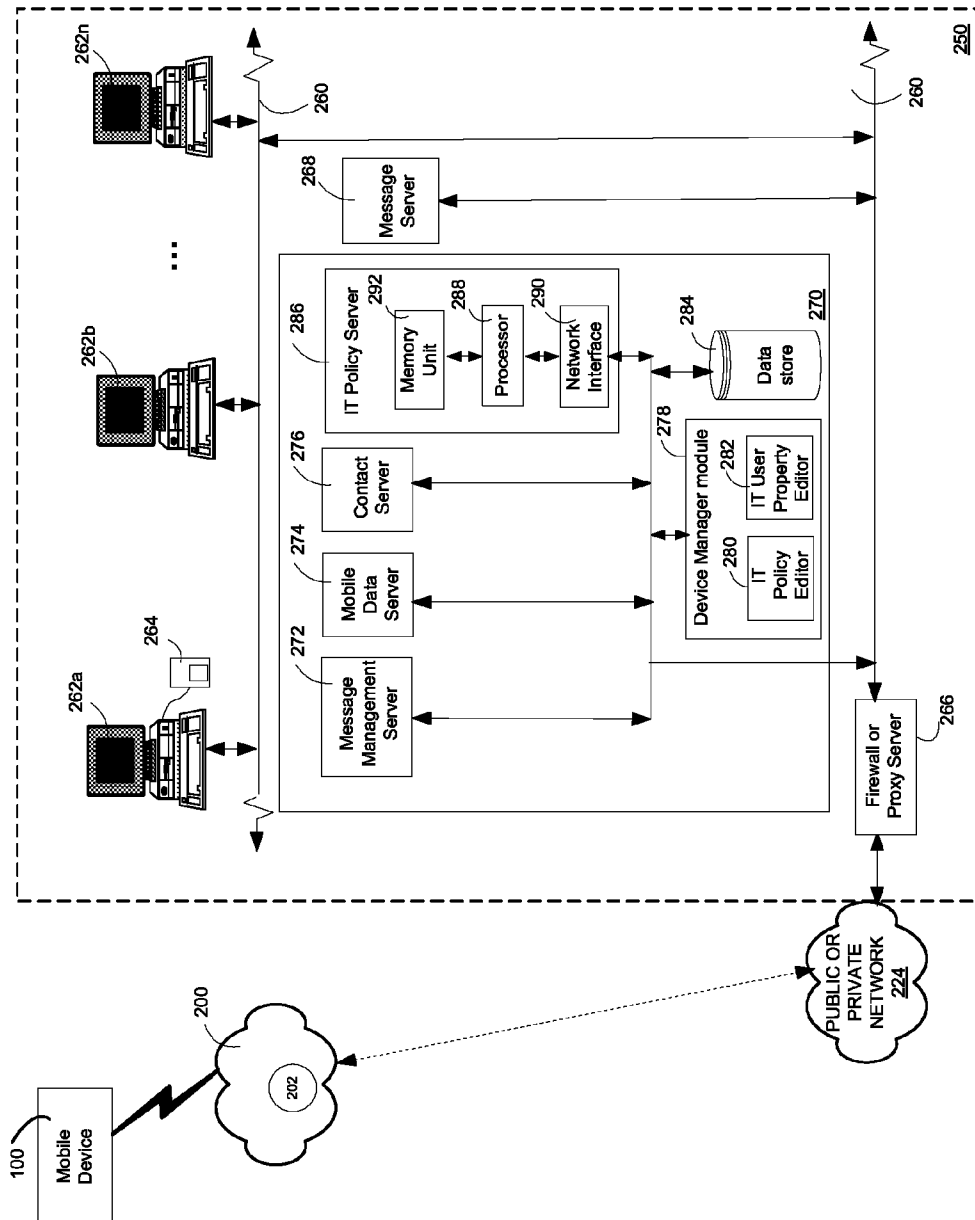 100
Mobile
Device
200
202
PUBLIC OR
PRIVATE
NETWORK
224
262a
264
262b
...
262n
260
272
Message
Management
Server
274
Mobile
Data
Server
276
Contact
Server
286
IT Policy Server
292
Memory
Unit
288
Processor
290
Network
Interface
268
Message
Server
278
Device Manager module
280
IT
Policy
Editor
282
IT User
Property
Editor
284
Data
store
270
Firewall or
Proxy Server
266
260
250